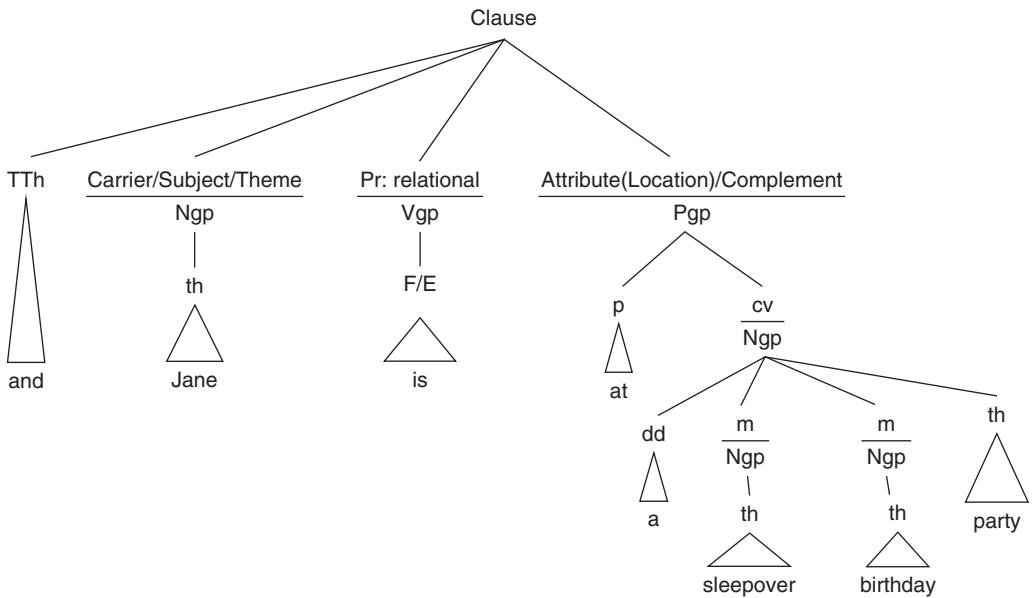 Clause
TTh Carrier/Subject/Theme Pr: relational Attribute(Location)/Complement
Ngp Vgp Pgp
th F/E
p cv
Ngp
and Jane is at
dd m m th
Ngp Ngp
a th th party
sleepover birthday